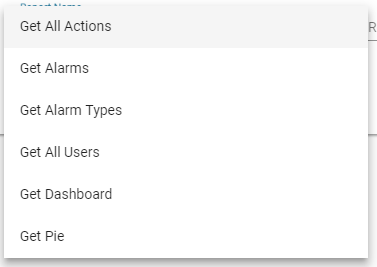 Get All Actions
Get Alarms
Get Alarm Types
Get All Users
Get Dashboard
Get Pie